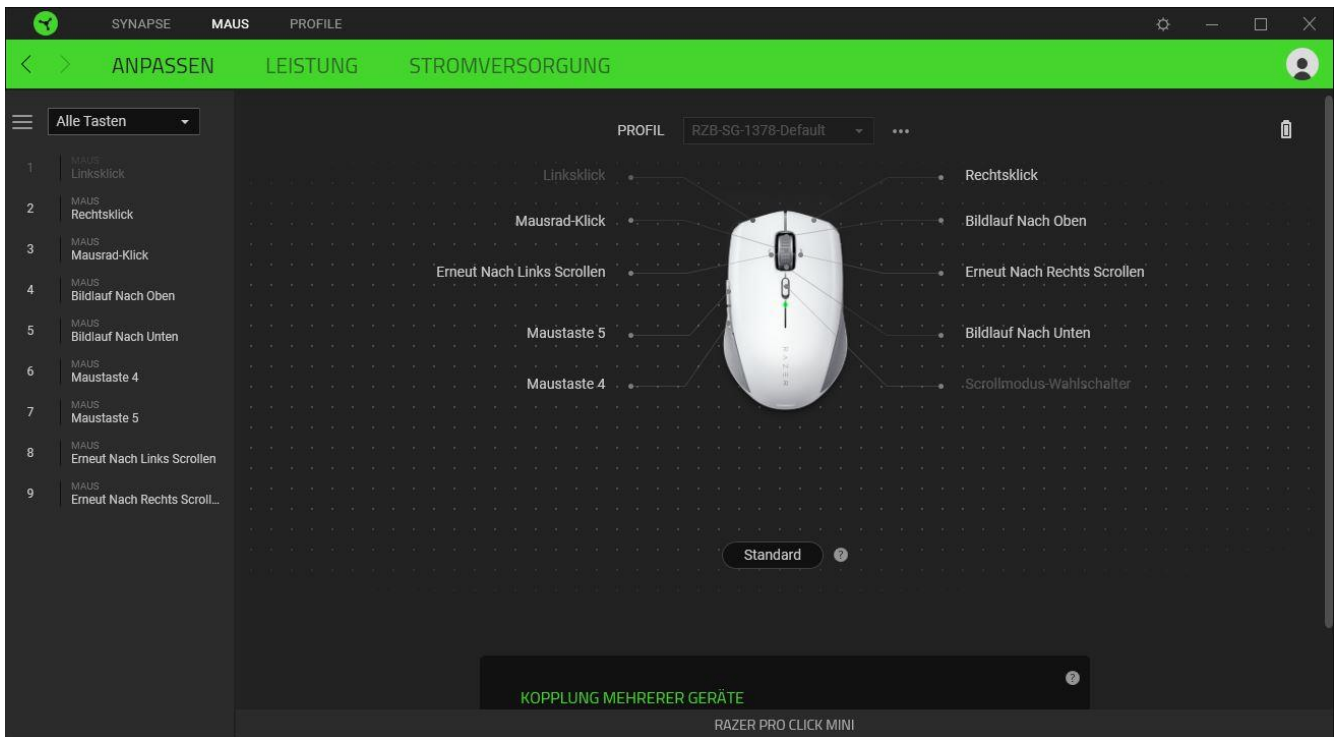 SYNAPSE MAUS PROFILE
ANPASSEN LEISTUNG STROMVERSORGUNG
Alle Tasten
PROFIL RZB-SG-1378-Default
1 MAUS
Linksklick
2 MAUS
Rechtsklick
3 MAUS
Mausrad-Klick
4 MAUS
Bildlauf Nach Oben
5 MAUS
Bildlauf Nach Unten
6 MAUS
Maustaste 4
7 MAUS
Maustaste 5
8 MAUS
Erneut Nach Links Scrollen
9 MAUS
Erneut Nach Rechts Scroll...
Linksklick
Mausrad-Klick
Erneut Nach Links Scrollen
Maustaste 5
Maustaste 4
Rechtsklick
Bildlauf Nach Oben
Erneut Nach Rechts Scrollen
Bildlauf Nach Unten
Scrollmodus-Wahlschalter
RAZER
Standard ?
KOPPLUNG MEHRERER GERÄTE ?
RAZER PRO CLICK MINI